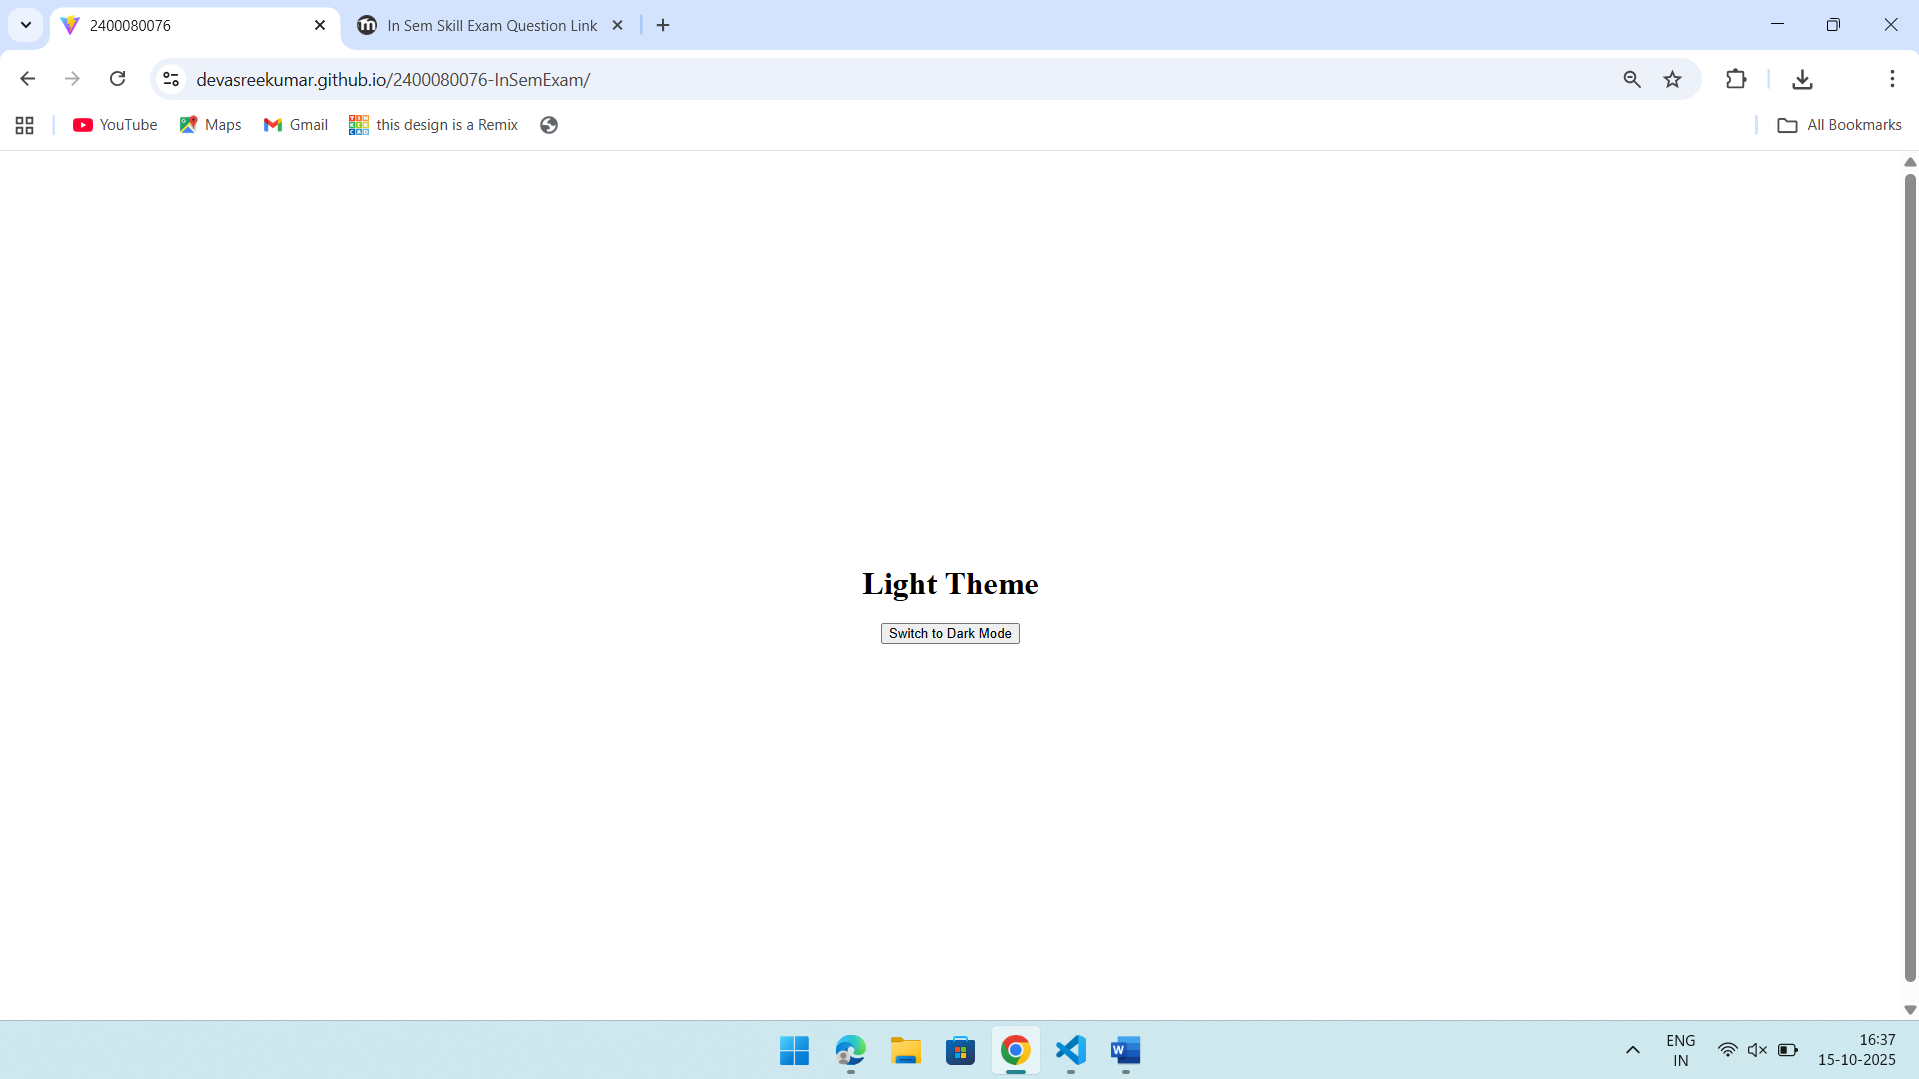 2400080076
In Sem Skill Exam Question Link
devasreekumar.github.io/2400080076-InSemExam/
YouTube
Maps
Gmail
this design is a Remix
All Bookmarks
Light Theme
Switch to Dark Mode
ENG
IN
16:37
15-10-2025